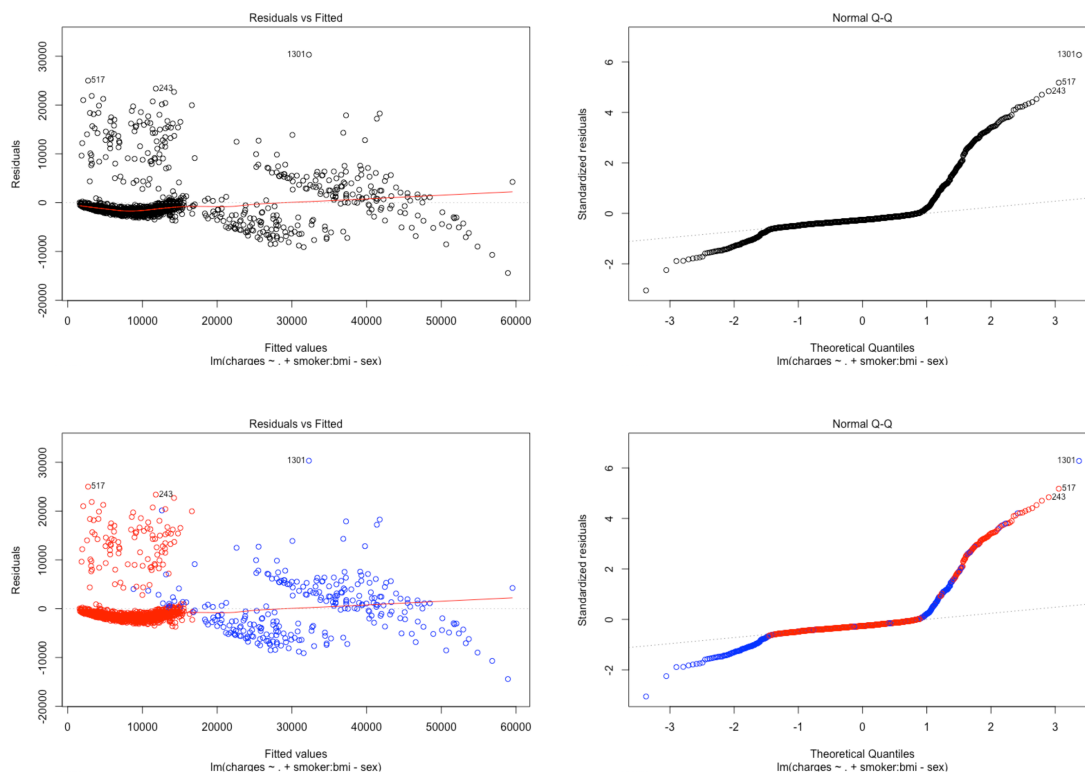 Residuals vs Fitted
30000
20000
10000
0
-10000
-20000
Residuals
1301
517
243
0 10000 20000 30000 40000 50000 60000
Fitted values
lm(charges ~ . + smoker:bmi - sex)
Normal Q-Q
6
4
2
0
-2
Standardized residuals
1301
517
243
-3 -2 -1 0 1 2 3
Theoretical Quantiles
lm(charges ~ . + smoker:bmi - sex)
Residuals vs Fitted
30000
20000
10000
0
-10000
-20000
Residuals
1301
517
243
0 10000 20000 30000 40000 50000 60000
Fitted values
lm(charges ~ . + smoker:bmi - sex)
Normal Q-Q
6
4
2
0
-2
Standardized residuals
1301
517
243
-3 -2 -1 0 1 2 3
Theoretical Quantiles
lm(charges ~ . + smoker:bmi - sex)